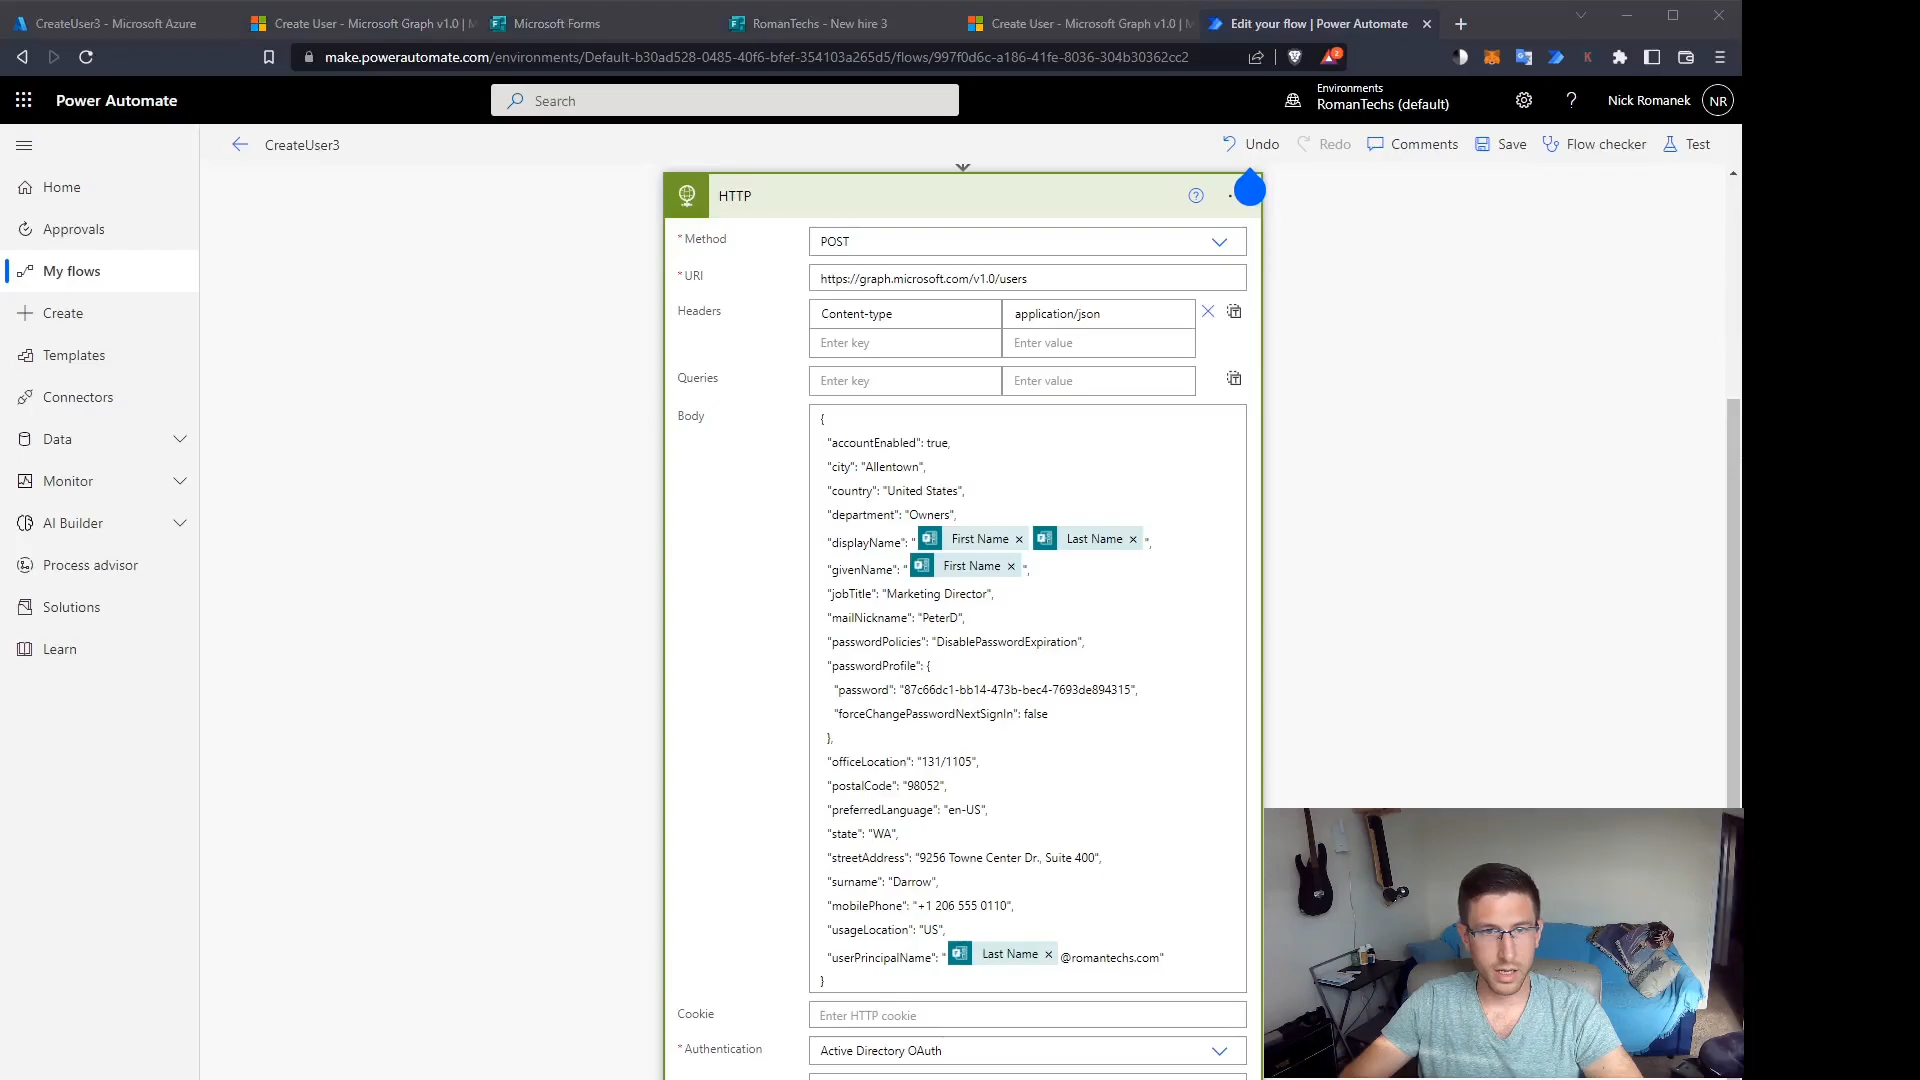 CreateUser3 - Microsoft Azure
Create User - Microsoft Graph v1.0 | M
Microsoft Forms
RomanTechs - New hire 3
Create User - Microsoft Graph v1.0 | M
Edit your flow | Power Automate
make.powerautomate.com/environments/Default-b30ad528-0485-40f6-bfef-354103a265d5/flows/997f0d6c-a186-41fe-8036-304b30362cc2
2
K
Power Automate
Search
Environments
RomanTechs (default)
?
Nick Romanek
NR
CreateUser3
Undo
Redo
Comments
Save
Flow checker
Test
Home
Approvals
My flows
Create
Templates
Connectors
Data
Monitor
AI Builder
Process advisor
Solutions
Learn
HTTP
* Method
POST
* URI
https://graph.microsoft.com/v1.0/users
Headers
Content-type
application/json
Enter key
Enter value
Queries
Enter key
Enter value
Body
{
"accountEnabled": true,
"city": "Allentown",
"country": "United States",
"department": "Owners",
"displayName": " First Name × Last Name × ",
"givenName": " First Name × ",
"jobTitle": "Marketing Director",
"mailNickname": "PeterD",
"passwordPolicies": "DisablePasswordExpiration",
"passwordProfile": {
"password": "87c66dc1-bb14-473b-bec4-7693de894315",
"forceChangePasswordNextSignIn": false
},
"officeLocation": "131/1105",
"postalCode": "98052",
"preferredLanguage": "en-US",
"state": "WA",
"streetAddress": "9256 Towne Center Dr., Suite 400",
"surname": "Darrow",
"mobilePhone": "+1 206 555 0110",
"usageLocation": "US",
"userPrincipalName": " Last Name × @romantechs.com"
}
Cookie
Enter HTTP cookie
* Authentication
Active Directory OAuth